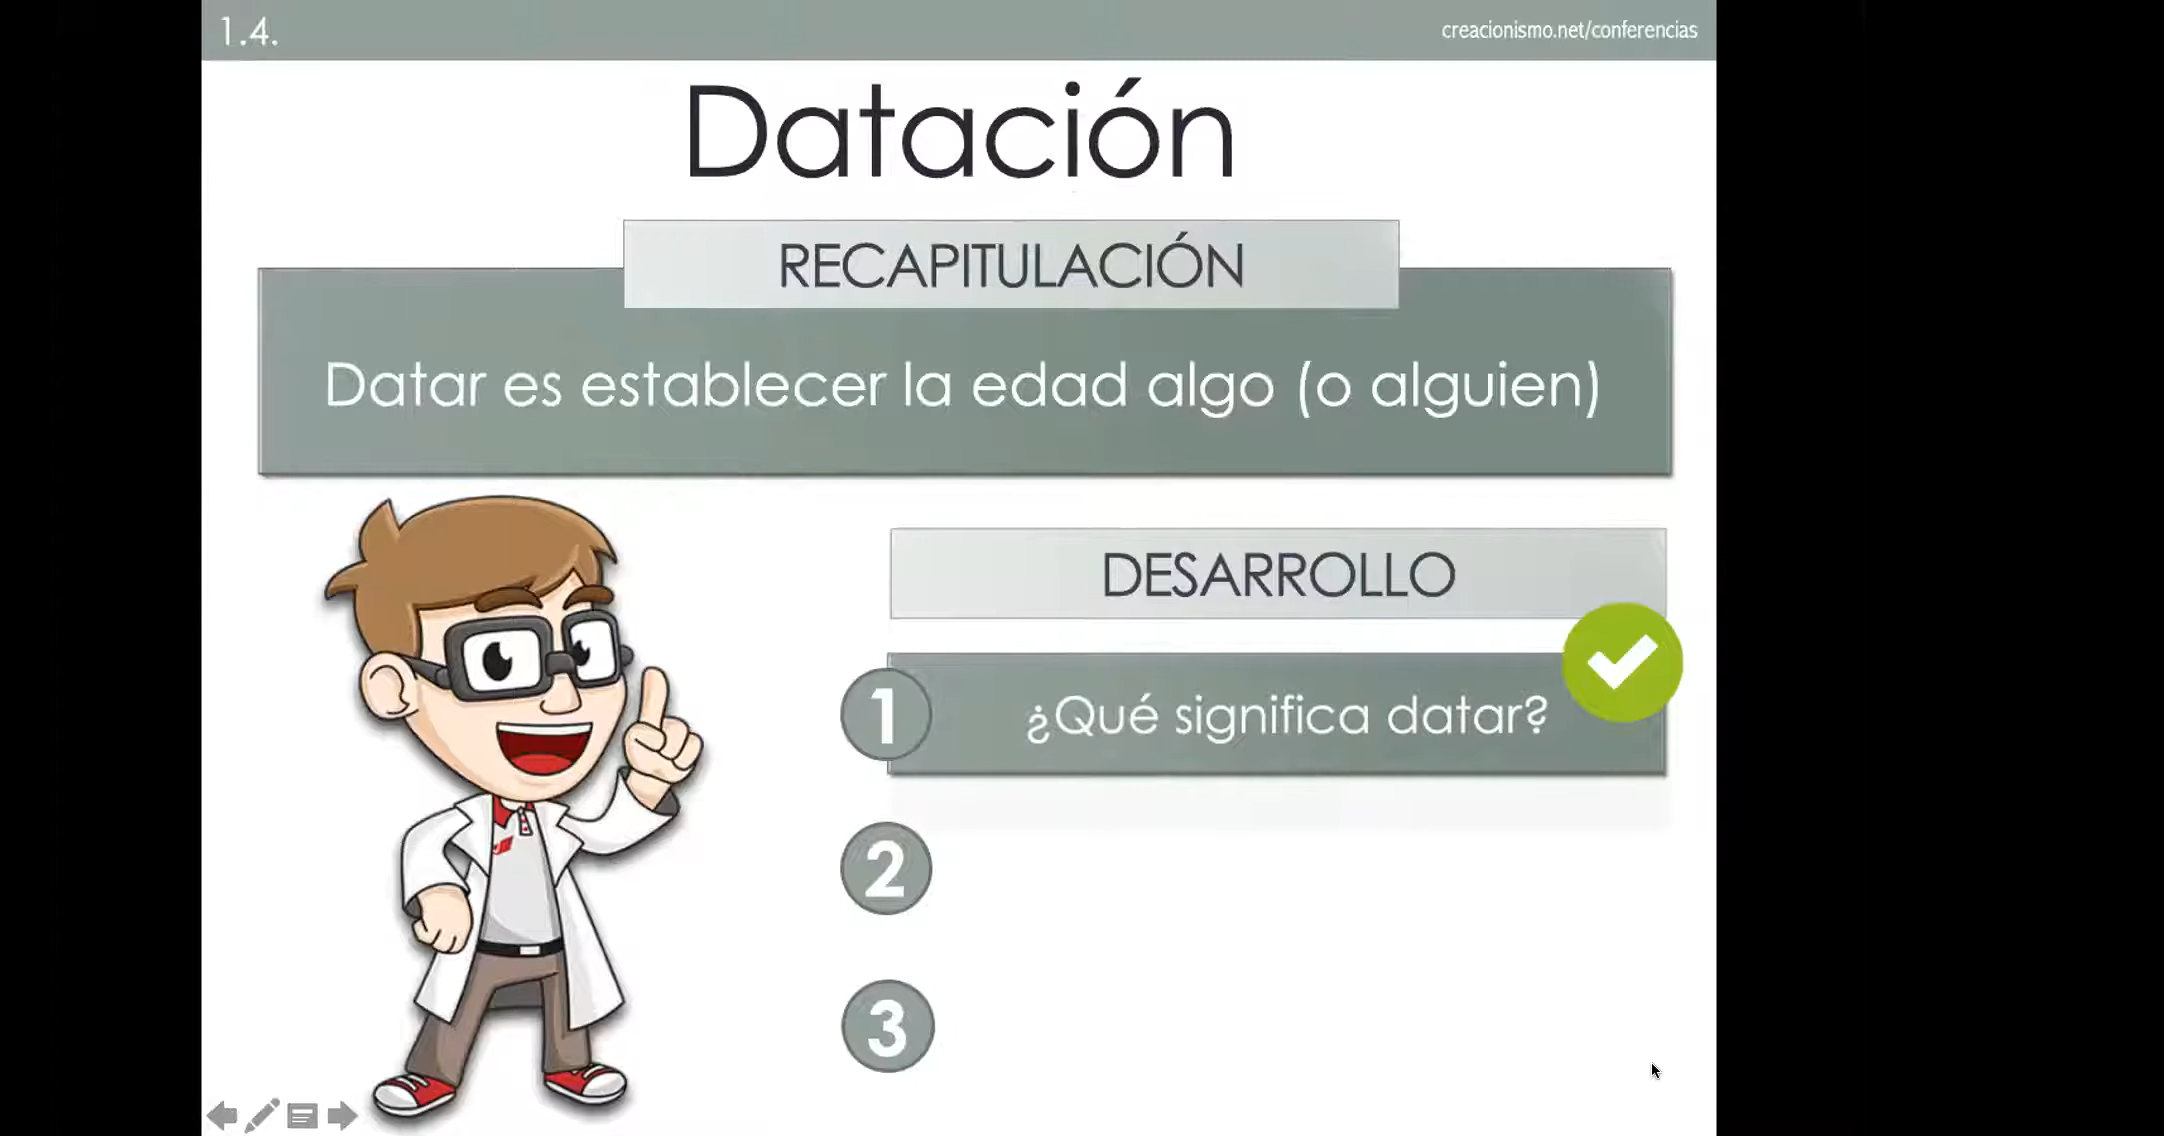 1.4.
creacionismo.net/conferencias
Datación
RECAPITULACIÓN
Datar es establecer la edad algo (o alguien)
DESARROLLO
1 ¿Qué significa datar?
2
3